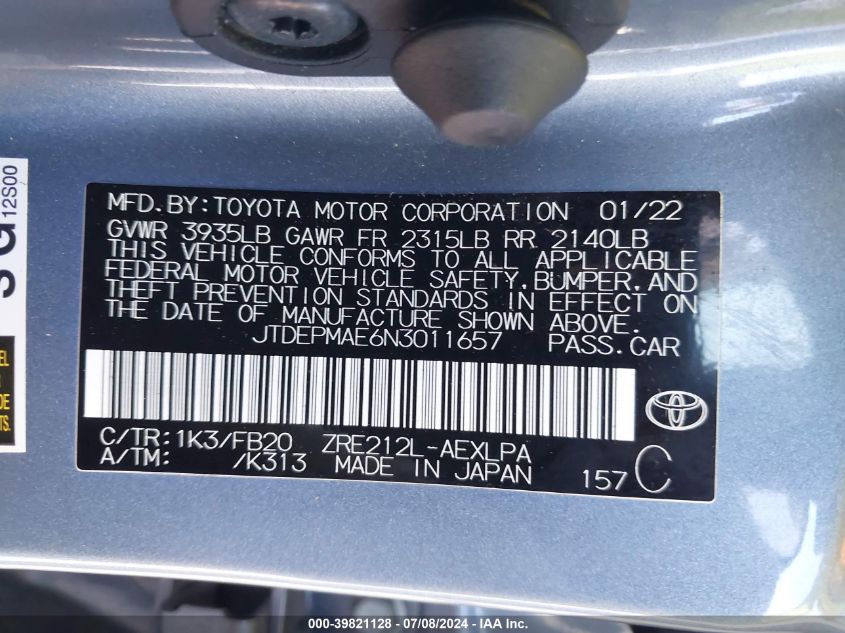 MFD.BY:TOYOTA MOTOR CORPORATION 01/22
GVWR 3935LB GAWR FR 2315LB RR 2140LB
THIS VEHICLE CONFORMS TO ALL APPLICABLE
FEDERAL MOTOR VEHICLE SAFETY,BUMPER,AND
THEFT PREVENTION STANDARDS IN EFFECT ON
THE DATE OF MANUFACTURE SHOWN ABOVE.
JTDEPMAE6N3011657 PASS.CAR
C/TR:1K3/FB20 ZRE212L-AEXLPA
A/TM: /K313 MADE IN JAPAN 157 C
12S00
000-39821128 - 07/08/2024 - IAA Inc.